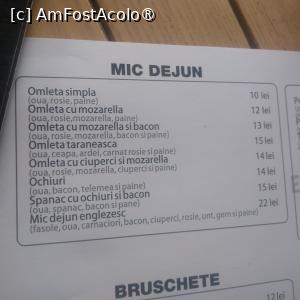 [c] AmFostAcolo®
MIC DEJUN
Omleta simpla 10 lei
(oua, rosie, paine)
Omleta cu mozarella 12 lei
(oua, rosie,mozarella, paine)
Omleta cu mozarella si bacon 13 lei
(oua, rosie, mozarella, bacon si paine)
Omleta taraneasca 15 lei
(oua, ceapa, ardei, carnat rosie si paine)
Omleta cu ciuperci si mozarella 14 lei
(oua, rosie, mozarella, ciuperci si paine)
Ochiuri 14 lei
(oua, bacon, telemea si paine)
Spanac cu ochiuri si bacon 15 lei
(oua, spanac, bacon si pane)
Mic dejun englezesc 22 lei
(fasole, oua, carnaciori, bacon, ciuperci, rosie, unt, gem si paine)
BRUSCHETE
12 lei